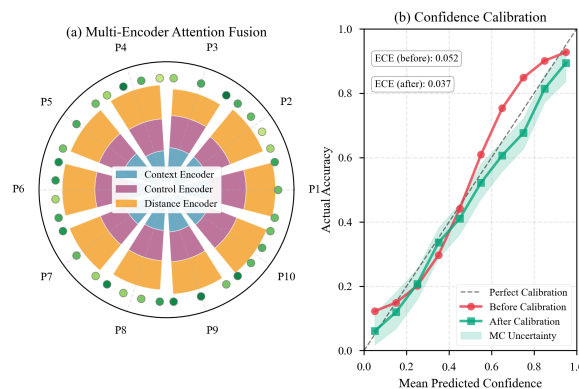 (a) Multi-Encoder Attention Fusion
P4
P3
P5
P2
P6
P1
P7
P10
P8
P9
Context Encoder
Control Encoder
Distance Encoder
(b) Confidence Calibration
ECE (before): 0.052
ECE (after): 0.037
Actual Accuracy
1.0
0.8
0.6
0.4
0.2
0.0
Perfect Calibration
Before Calibration
After Calibration
MC Uncertainty
0.0 0.2 0.4 0.6 0.8 1.
Mean Predicted Confidence